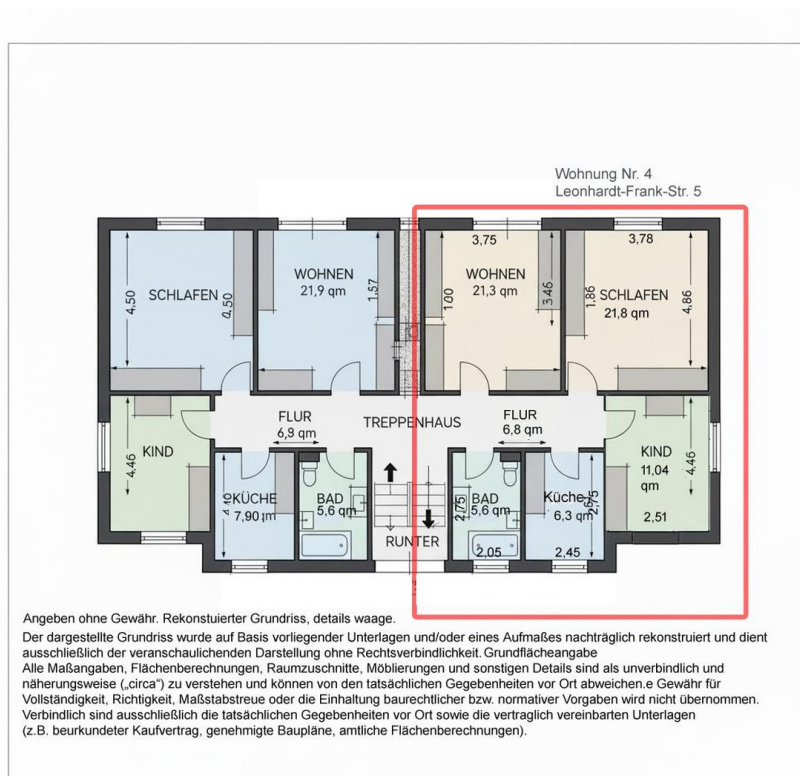 Wohnung Nr. 4
Leonhardt-Frank-Str. 5
3,75
3,78
WOHNEN
21,9 qm
WOHNEN
21,3 qm
SCHLAFEN
SCHLAFEN
21,8 qm
4,50
1,57
3.46
1,86
4,86
FLUR
6,9 qm
TREPPENHAUS
FLUR
6,8 qm
KIND
4,46
KIND
11,04
qm
4,46
2,51
KÜCHE
7,90 qm
BAD
5,6 qm
BAD
5,6 qm
2,75
Küche
6,3 qm
2,75
RUNTER
2,05
2,45
Angeben ohne Gewähr. Rekonstuierter Grundriss, details waage.
Der dargestellte Grundriss wurde auf Basis vorliegender Unterlagen und/oder eines Aufmaßes nachträglich rekonstruiert und dient
ausschließlich der veranschaulichenden Darstellung ohne Rechtsverbindlichkeit. Grundflächeangabe
Alle Maßangaben, Flächenberechnungen, Raumzuschnitte, Möblierungen und sonstigen Details sind als unverbindlich und
näherungsweise („circa“) zu verstehen und können von den tatsächlichen Gegebenheiten vor Ort abweichen.e Gewähr für
Vollständigkeit, Richtigkeit, Maßstabstreue oder die Einhaltung baurechtlicher bzw. normativer Vorgaben wird nicht übernommen.
Verbindlich sind ausschließlich die tatsächlichen Gegebenheiten vor Ort sowie die vertraglich vereinbarten Unterlagen
(z.B. beurkundeter Kaufvertrag, genehmigte Baupläne, amtliche Flächenberechnungen).